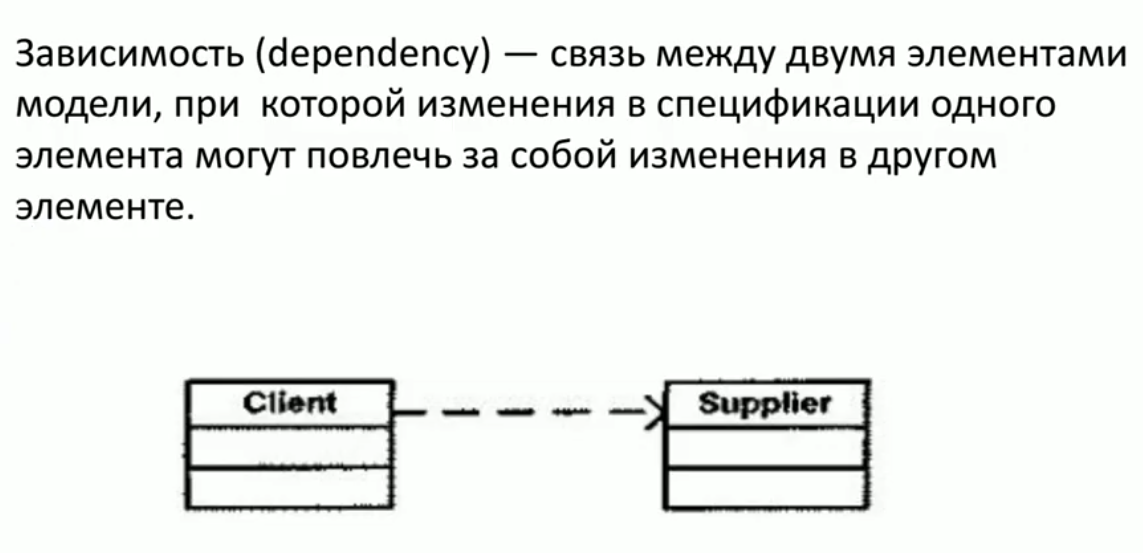 Зависимость (dependency) — связь между двумя элементами
модели, при которой изменения в спецификации одного
элемента могут повлечь за собой изменения в другом
элементе.
Client
Supplier